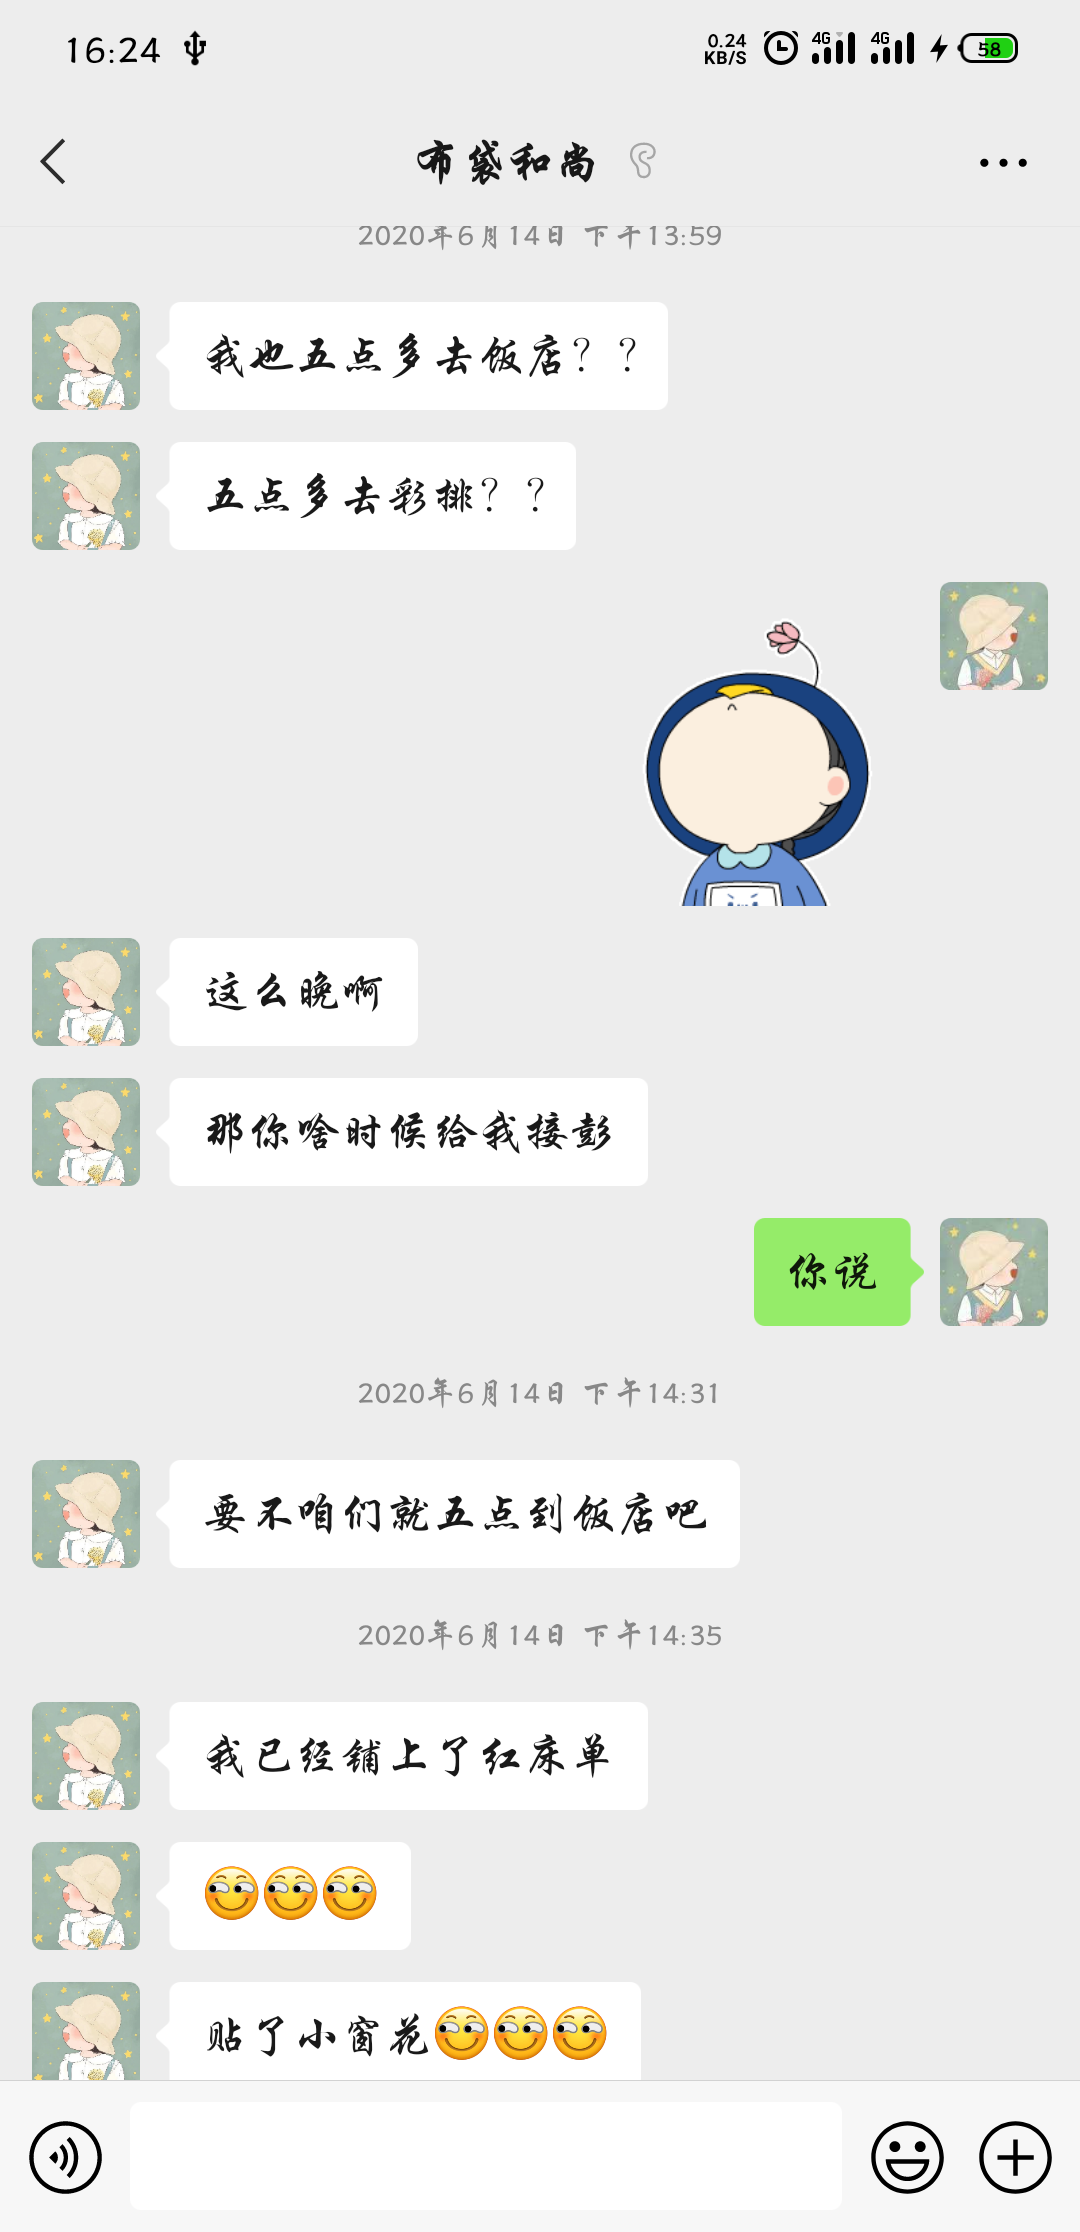 16:24
0.24
KB/S
4G
4G
58
布袋和尚
2020年6月14日 下午13:59
我也五点多去饭店？？
五点多去彩排？？
这么晚啊
那你啥时候给我接彭
你说
2020年6月14日 下午14:31
要不咱们就五点到饭店吧
2020年6月14日 下午14:35
我已经铺上了红床单
贴了小窗花